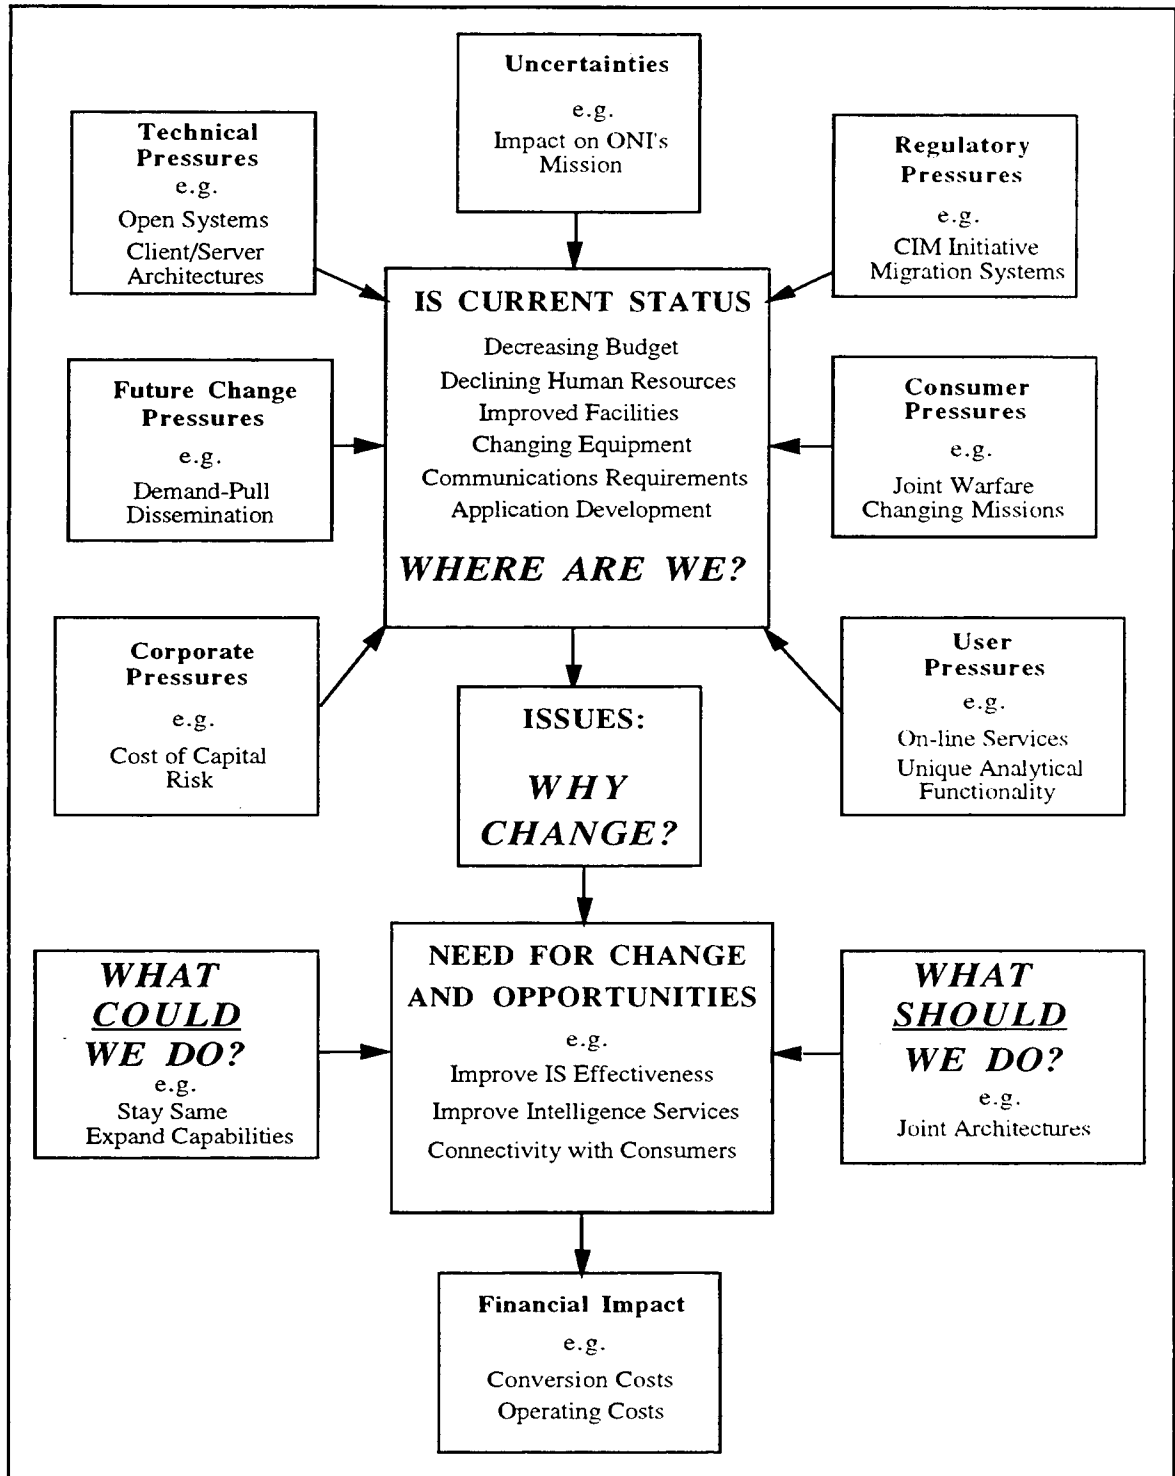 Uncertainties
e.g.
Impact on ONI's
Mission
Technical
Pressures
e.g.
Open Systems
Client/Server
Architectures
Regulatory
Pressures
e.g.
CIM Initiative
Migration Systems
IS CURRENT STATUS
Decreasing Budget
Declining Human Resources
Improved Facilities
Changing Equipment
Communications Requirements
Application Development
WHERE ARE WE?
Future Change
Pressures
e.g.
Demand-Pull
Dissemination
Consumer
Pressures
e.g.
Joint Warfare
Changing Missions
Corporate
Pressures
e.g.
Cost of Capital
Risk
User
Pressures
e.g.
On-line Services
Unique Analytical
Functionality
ISSUES:
WHY
CHANGE?
WHAT
COULD
WE DO?
e.g.
Stay Same
Expand Capabilities
NEED FOR CHANGE
AND OPPORTUNITIES
e.g.
Improve IS Effectiveness
Improve Intelligence Services
Connectivity with Consumers
WHAT
SHOULD
WE DO?
e.g.
Joint Architectures
Financial Impact
e.g.
Conversion Costs
Operating Costs